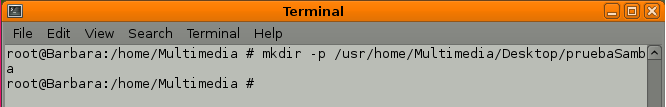 Terminal
File Edit View Search Terminal Help
root@Barbara:/home/Multimedia # mkdir -p /usr/home/Multimedia/Desktop/pruebaSamb
a
root@Barbara:/home/Multimedia #